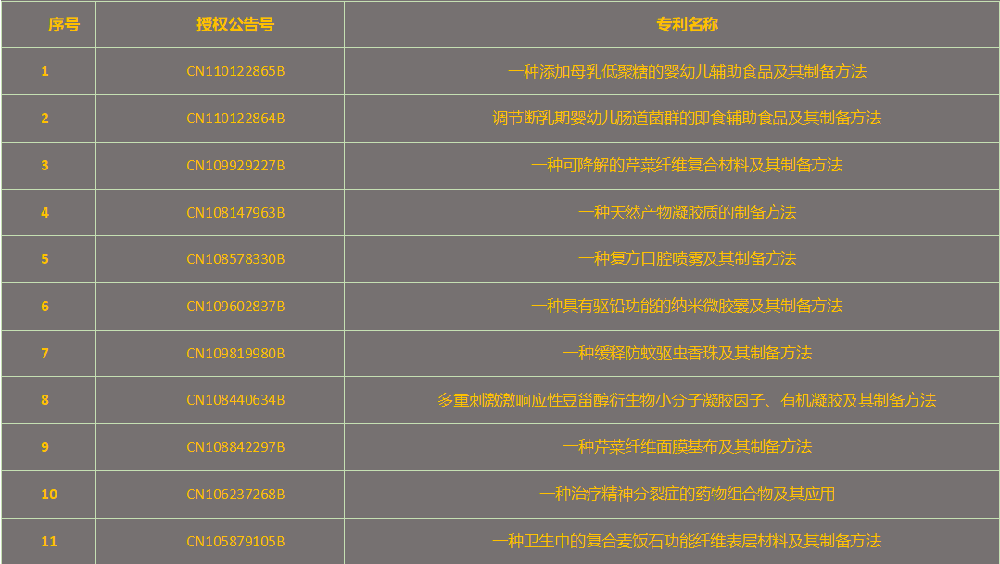 序号 授权公告号 专利名称
1 CN110122865B 一种添加母乳低聚糖的婴幼儿辅助食品及其制备方法
2 CN110122864B 调节断乳期婴幼儿肠道菌群的即食辅助食品及其制备方法
3 CN109929227B 一种可降解的芹菜纤维复合材料及其制备方法
4 CN108147963B 一种天然产物凝胶质的制备方法
5 CN108578330B 一种复方口腔喷雾及其制备方法
6 CN109602837B 一种具有驱铅功能的纳米微胶囊及其制备方法
7 CN109819980B 一种缓释防蚊驱虫香珠及其制备方法
8 CN108440634B 多重刺激激响应性豆甾醇衍生物小分子凝胶因子、有机凝胶及其制备方法
9 CN108842297B 一种芹菜纤维面膜基布及其制备方法
10 CN106237268B 一种治疗精神分裂症的药物组合物及其应用
11 CN105879105B 一种卫生巾的复合麦饭石功能纤维表层材料及其制备方法